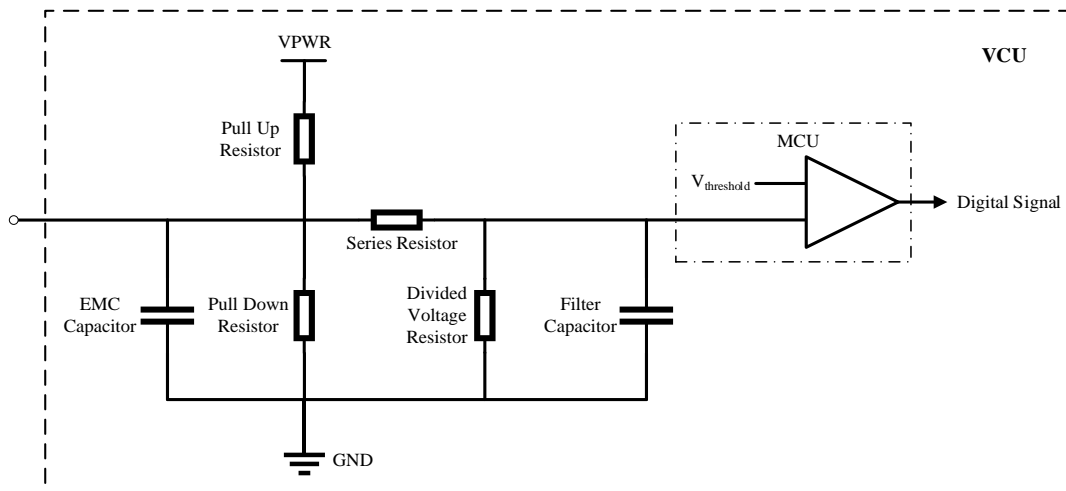 VPWR
VCU
Pull Up
Resistor
MCU
Vthreshold
Digital Signal
Series Resistor
EMC
Capacitor
Pull Down
Resistor
Divided
Voltage
Resistor
Filter
Capacitor
GND